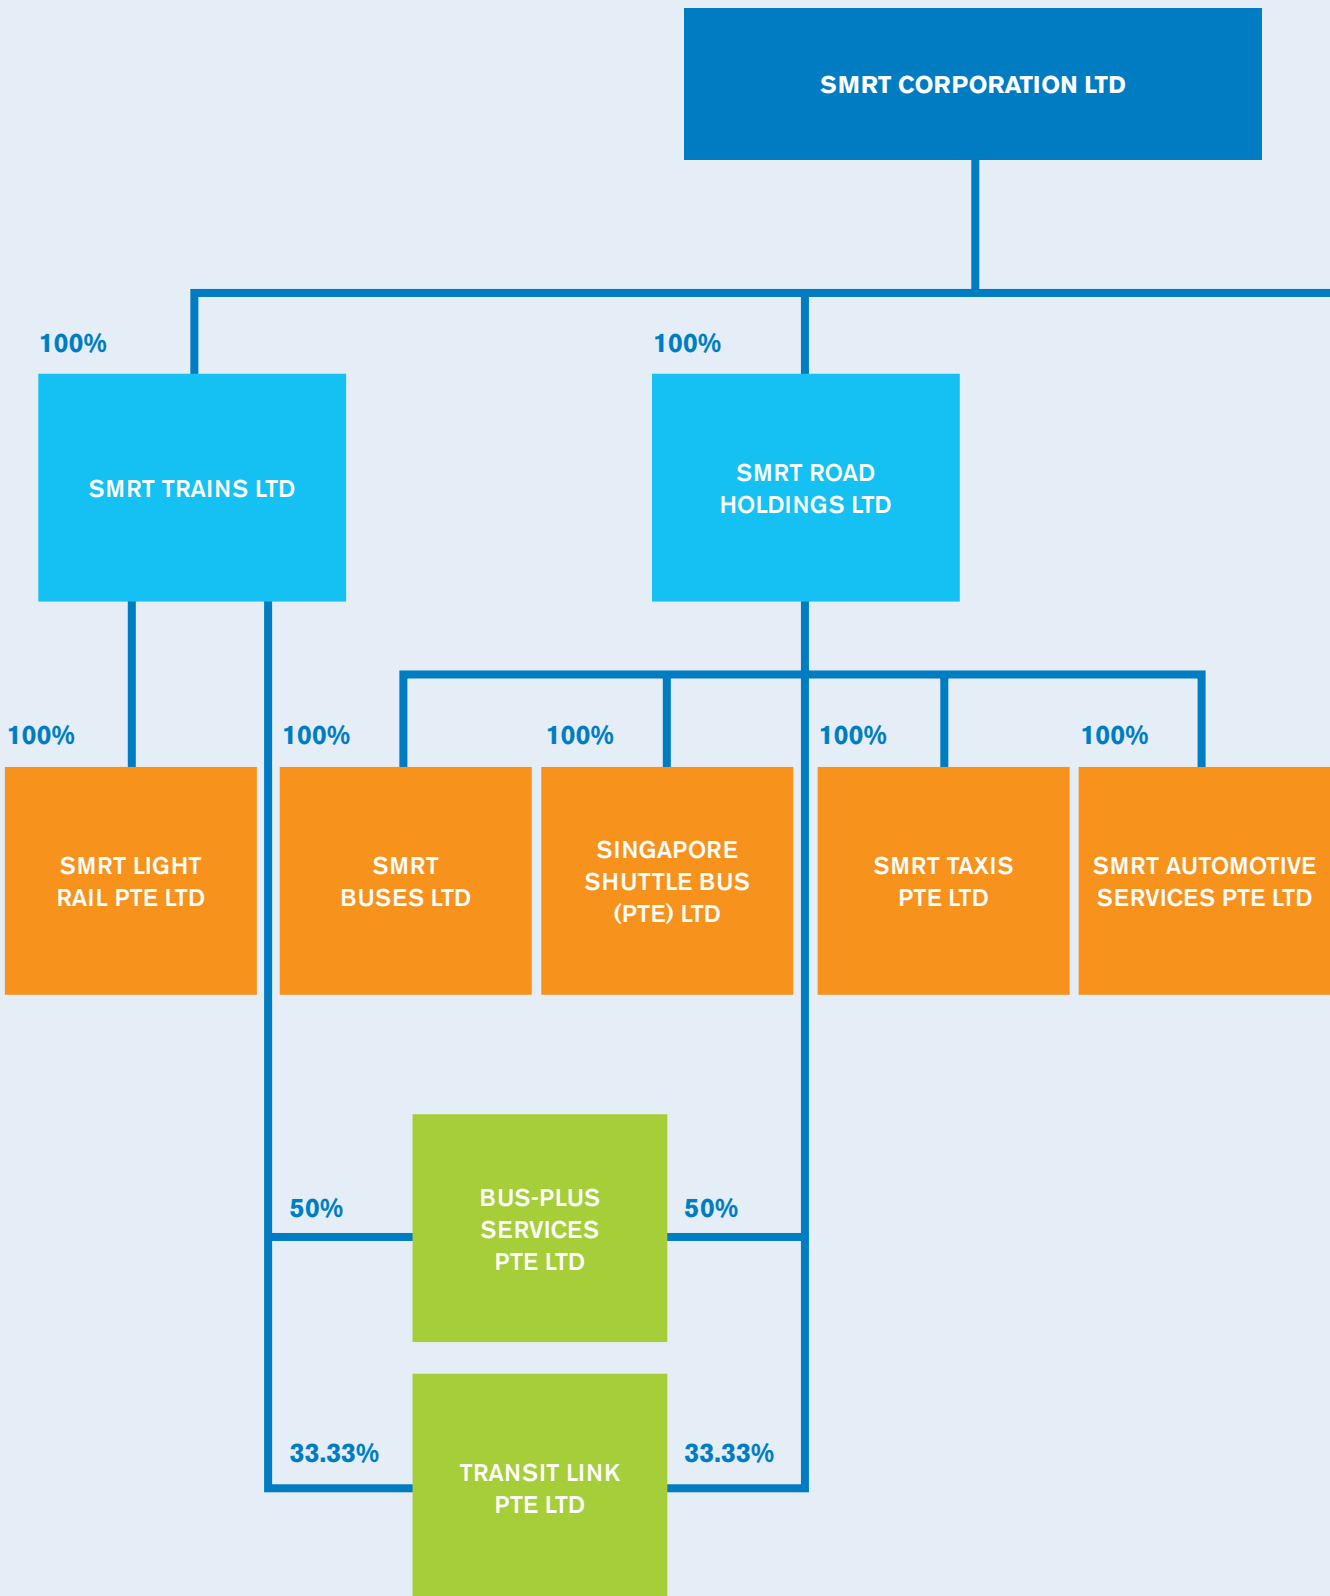 SMRT CORPORATION LTD
100%
100%
SMRT TRAINS LTD
SMRT ROAD
HOLDINGS LTD
100%
100%
100%
100%
100%
SMRT LIGHT
RAIL PTE LTD
SMRT
BUSES LTD
SINGAPORE
SHUTTLE BUS
(PTE) LTD
SMRT TAXIS
PTE LTD
SMRT AUTOMOTIVE
SERVICES PTE LTD
50%
BUS-PLUS
SERVICES
PTE LTD
50%
33.33%
TRANSIT LINK
PTE LTD
33.33%